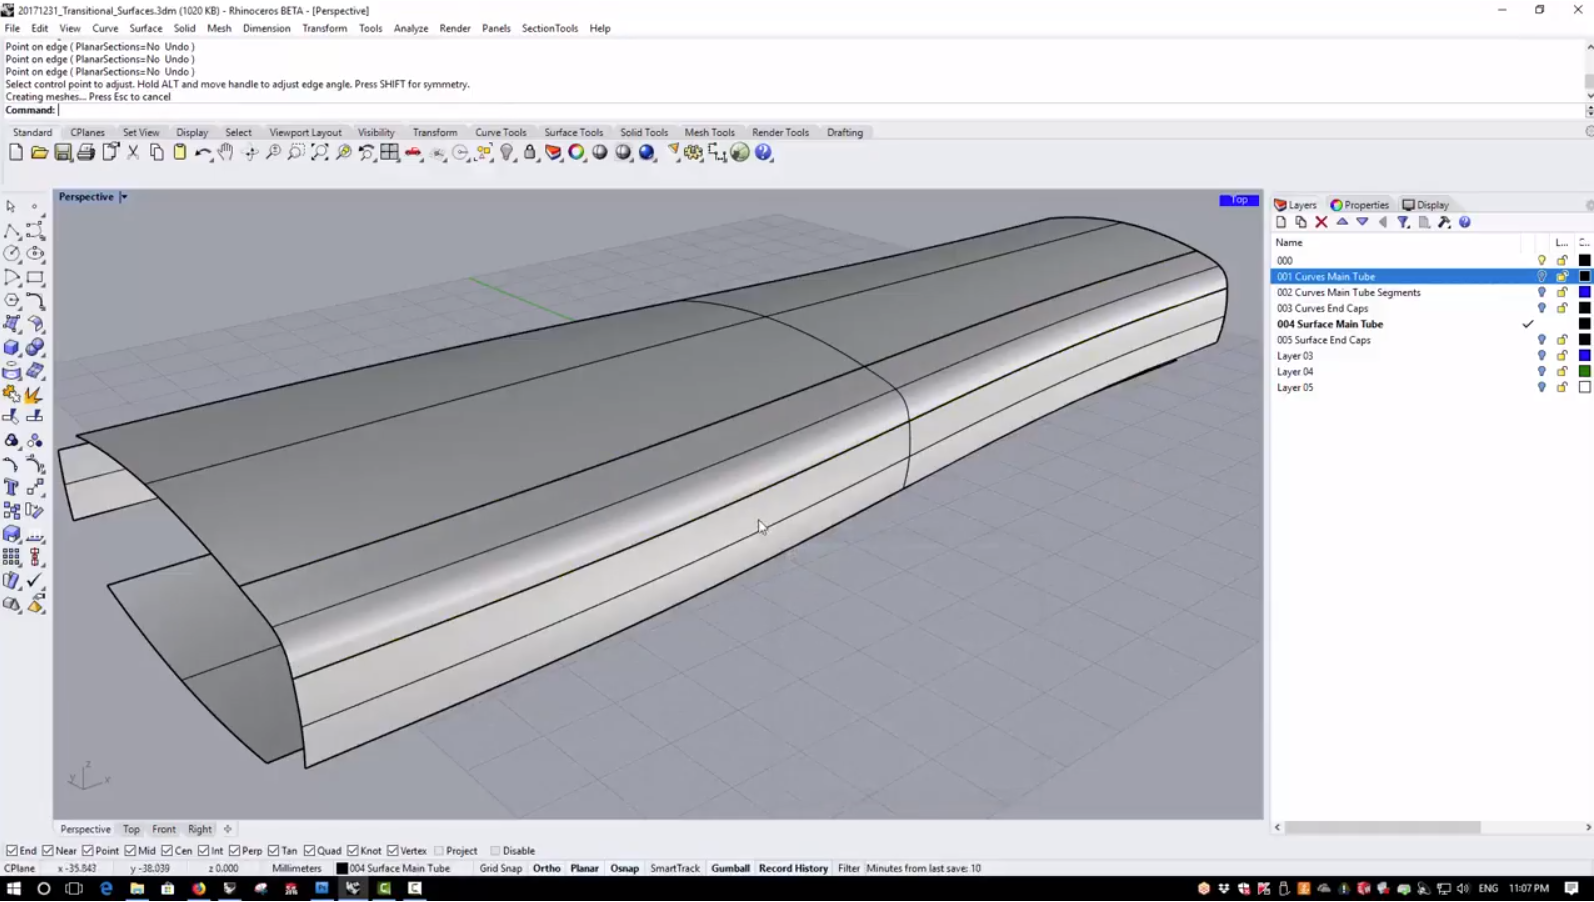 20171231_Transitional_Surfaces.3dm (1020 KB) - Rhinoceros BETA - [Perspective]
File Edit View Curve Surface Solid Mesh Dimension Transform Tools Analyze Render Panels SectionTools Help
Point on edge ( PlanarSections=No Undo )
Point on edge ( PlanarSections=No Undo )
Point on edge ( PlanarSections=No Undo )
Select control point to adjust. Hold ALT and move handle to adjust edge angle. Press SHIFT for symmetry.
Creating meshes... Press Esc to cancel
Command:
Standard CPlanes Set View Display Select Viewport Layout Visibility Transform Curve Tools Surface Tools Solid Tools Mesh Tools Render Tools Drafting
Perspective
Top
Layers Properties Display
Name L... C...
000
001 Curves Main Tube
002 Curves Main Tube Segments
003 Curves End Caps
004 Surface Main Tube
005 Surface End Caps
Layer 03
Layer 04
Layer 05
z
y x
Perspective Top Front Right
End Near Point Mid Cen Int Perp Tan Quad Knot Vertex Project Disable
CPlane x -35.843 y -38.039 z 0.000 Millimeters 004 Surface Main Tube Grid Snap Ortho Planar Osnap SmartTrack Gumball Record History Filter Minutes from last save: 10
ENG 11:07 PM